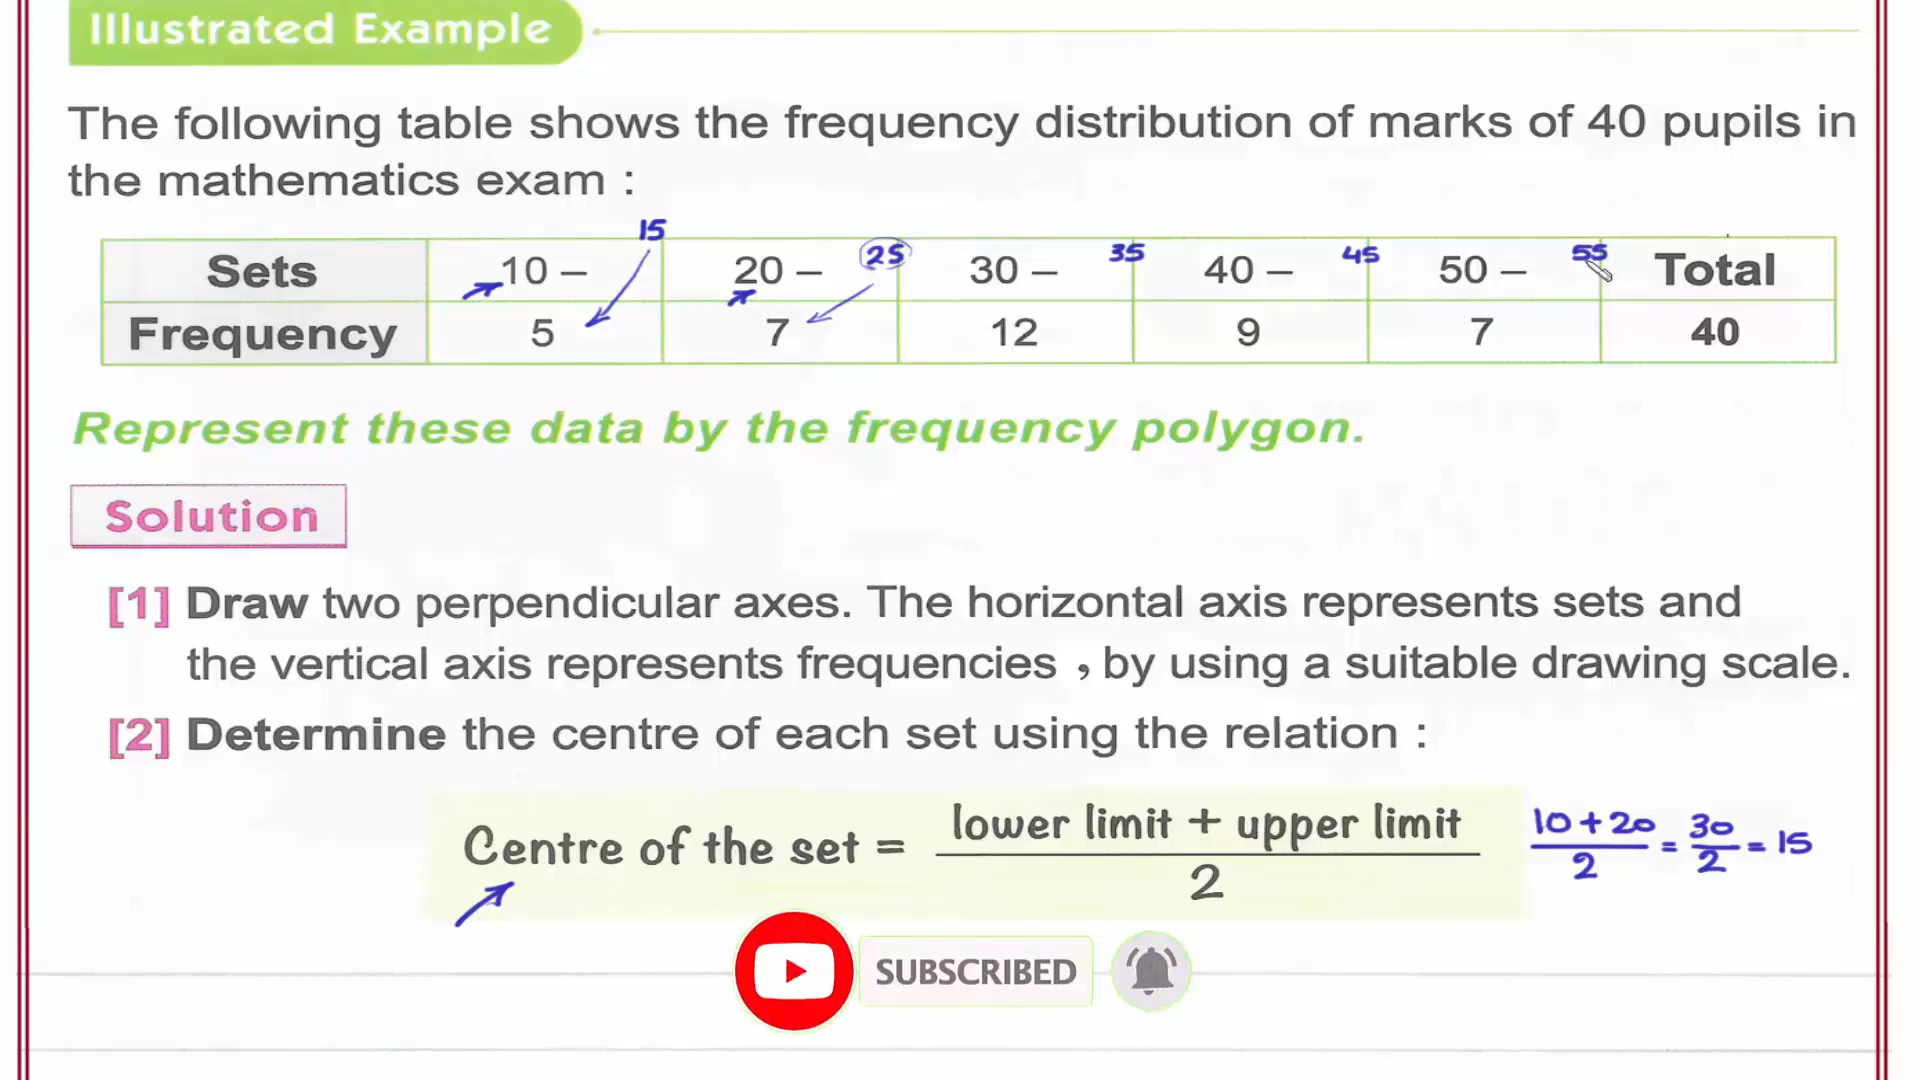 Illustrated Example
The following table shows the frequency distribution of marks of 40 pupils in
the mathematics exam :
15
Sets 10 – 20 – 25 30 – 35 40 – 45 50 – 55 Total
Frequency 5 7 12 9 7 40
Represent these data by the frequency polygon.
Solution
[1] Draw two perpendicular axes. The horizontal axis represents sets and
the vertical axis represents frequencies , by using a suitable drawing scale.
[2] Determine the centre of each set using the relation :
Centre of the set = lower limit + upper limit / 2
10 + 20 / 2 = 30 / 2 = 15
SUBSCRIBED